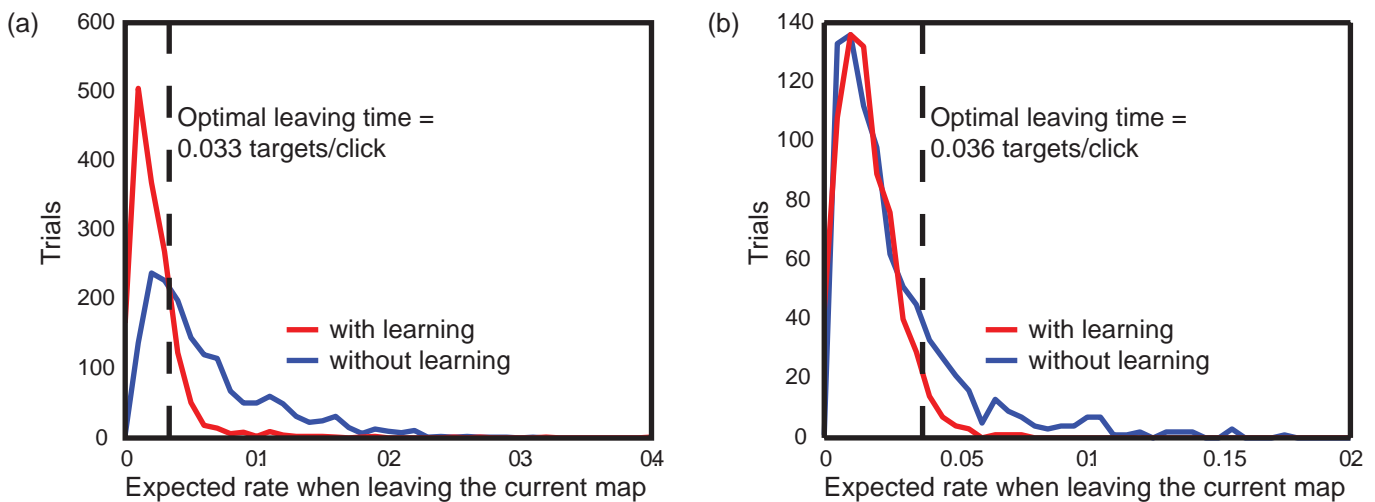 (a)
600
500
400
300
200
100
0
Trials
Optimal leaving time =
0.033 targets/click
with learning
without learning
0 01 02 03 04
Expected rate when leaving the current map
(b)
140
120
100
80
60
40
20
0
Trials
Optimal leaving time =
0.036 targets/click
with learning
without learning
0 0.05 01 0.15 02
Expected rate when leaving the current map